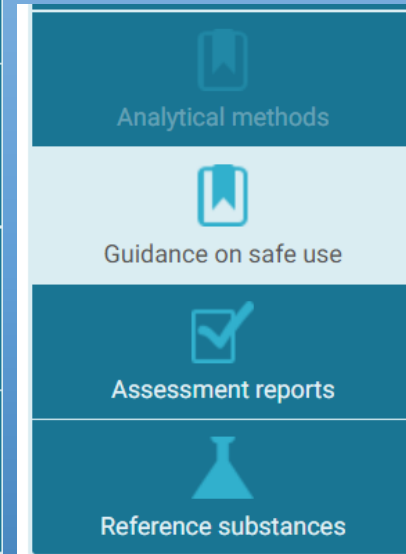 Analytical methods
Guidance on safe use
Assessment reports
Reference substances